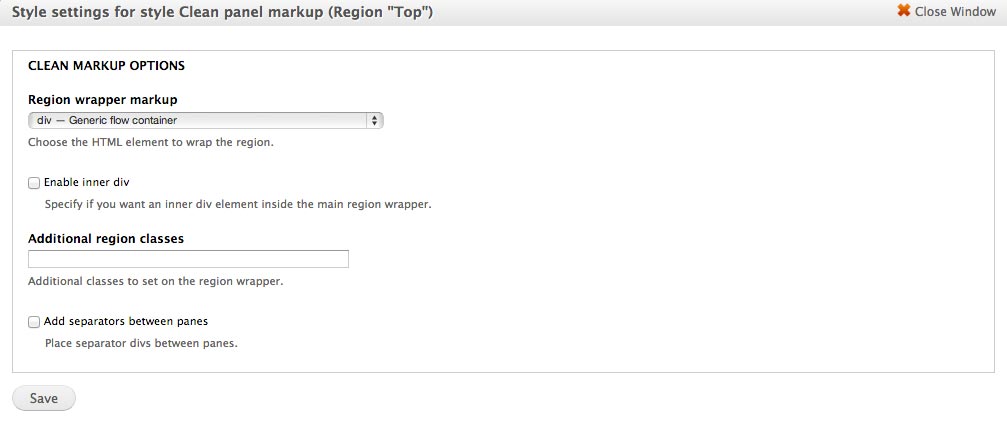 Style settings for style Clean panel markup (Region "Top")
Close Window
CLEAN MARKUP OPTIONS
Region wrapper markup
div — Generic flow container
Choose the HTML element to wrap the region.
Enable inner div
Specify if you want an inner div element inside the main region wrapper.
Additional region classes
Additional classes to set on the region wrapper.
Add separators between panes
Place separator divs between panes.
Save